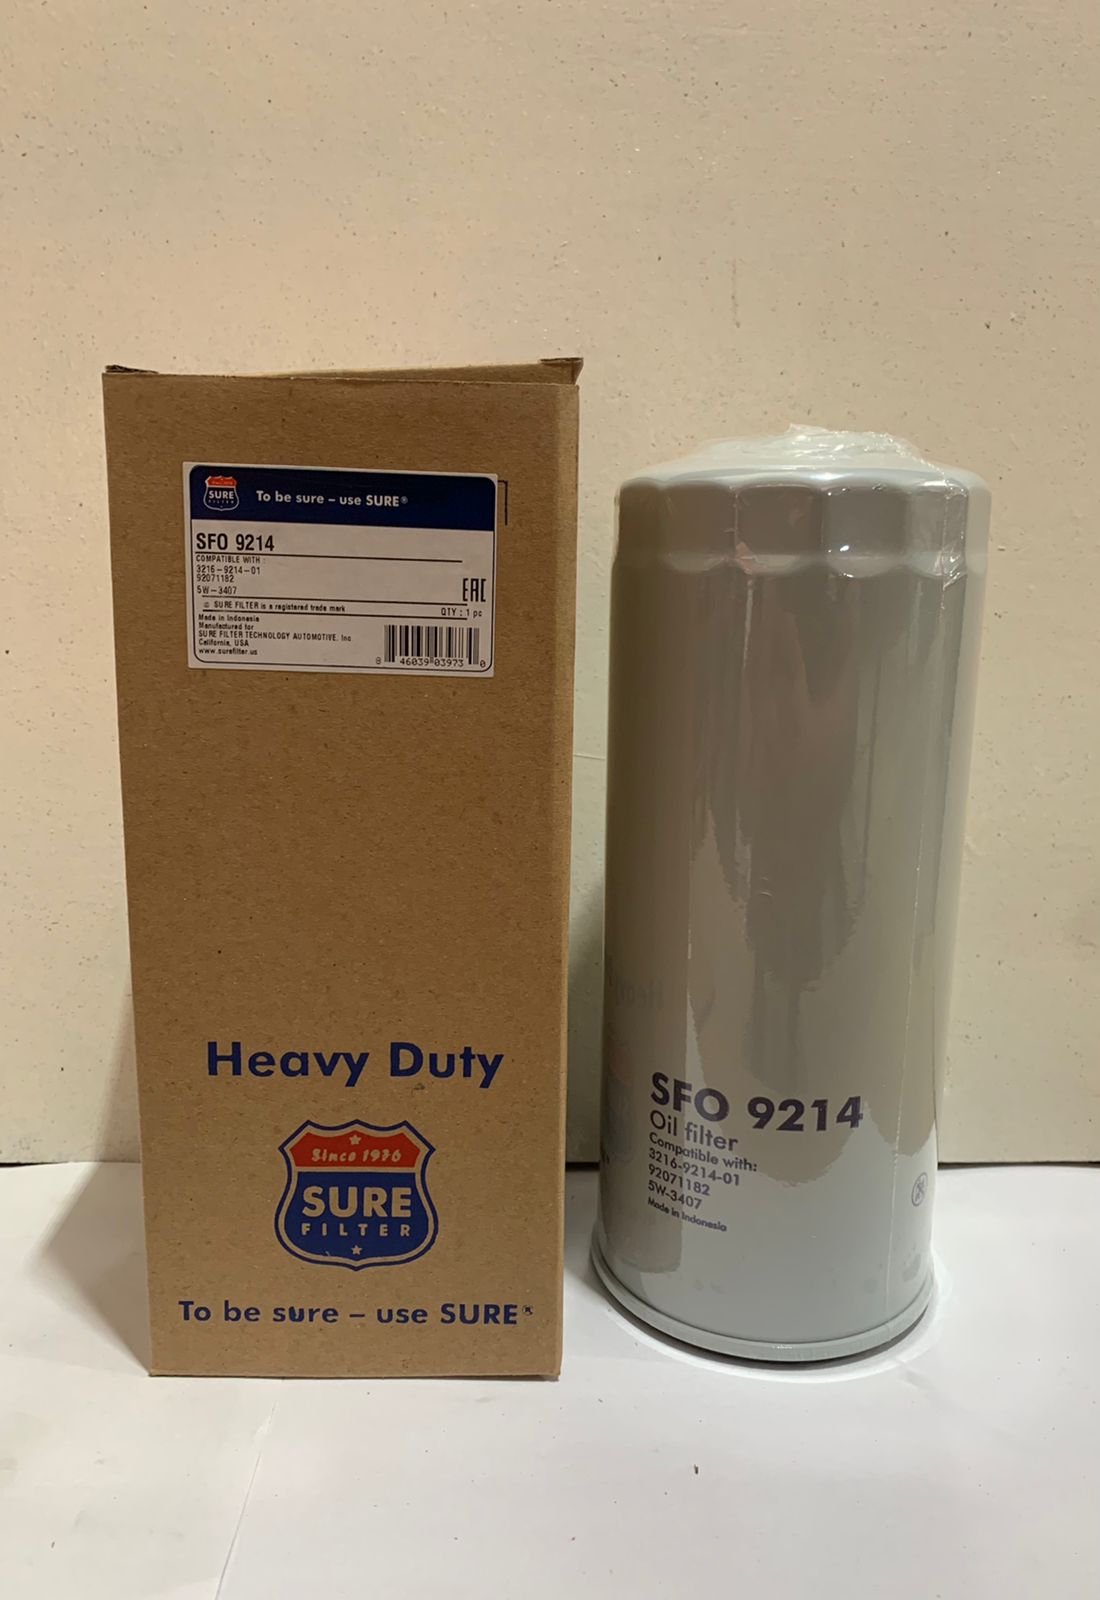 SURE
FILTER
To be sure – use SURE®
SFO 9214
COMPATIBLE WITH :
3216-9214-01
92071182
5W-3407
EAC
® SURE FILTER is a registered trade mark
QTY : 1 pc
Made in Indonesia
Manufactured for
SURE FILTER TECHNOLOGY AUTOMOTIVE. Inc
California, USA
www.surefilter.us
8 46039 03973 0
Heavy Duty
Since 1976
SURE
FILTER
To be sure – use SURE®
SFO 9214
Oil filter
Compatible with:
3216-9214-01
92071182
5W-3407
Made in Indonesia